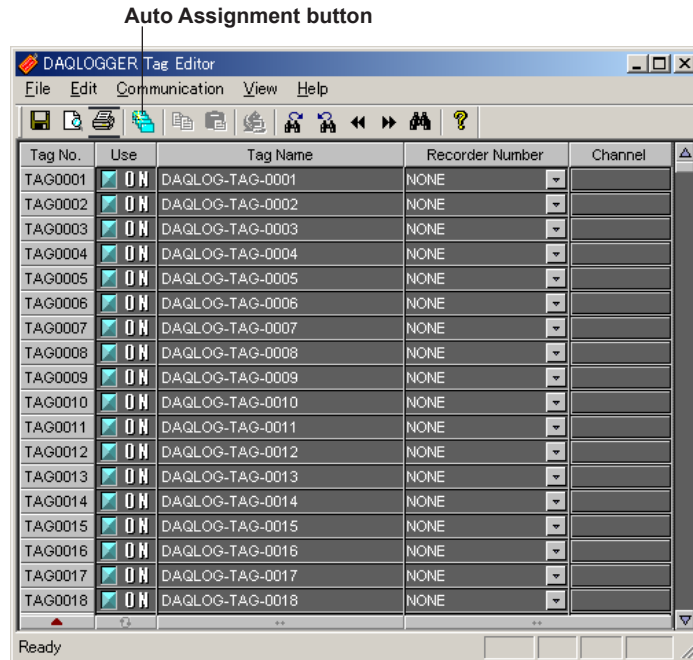 Auto Assignment button
DAQLOGGER Tag Editor
File Edit Communication View Help
Tag No. Use Tag Name Recorder Number Channel
TAG0001 ON DAQLOG-TAG-0001 NONE
TAG0002 ON DAQLOG-TAG-0002 NONE
TAG0003 ON DAQLOG-TAG-0003 NONE
TAG0004 ON DAQLOG-TAG-0004 NONE
TAG0005 ON DAQLOG-TAG-0005 NONE
TAG0006 ON DAQLOG-TAG-0006 NONE
TAG0007 ON DAQLOG-TAG-0007 NONE
TAG0008 ON DAQLOG-TAG-0008 NONE
TAG0009 ON DAQLOG-TAG-0009 NONE
TAG0010 ON DAQLOG-TAG-0010 NONE
TAG0011 ON DAQLOG-TAG-0011 NONE
TAG0012 ON DAQLOG-TAG-0012 NONE
TAG0013 ON DAQLOG-TAG-0013 NONE
TAG0014 ON DAQLOG-TAG-0014 NONE
TAG0015 ON DAQLOG-TAG-0015 NONE
TAG0016 ON DAQLOG-TAG-0016 NONE
TAG0017 ON DAQLOG-TAG-0017 NONE
TAG0018 ON DAQLOG-TAG-0018 NONE
Ready